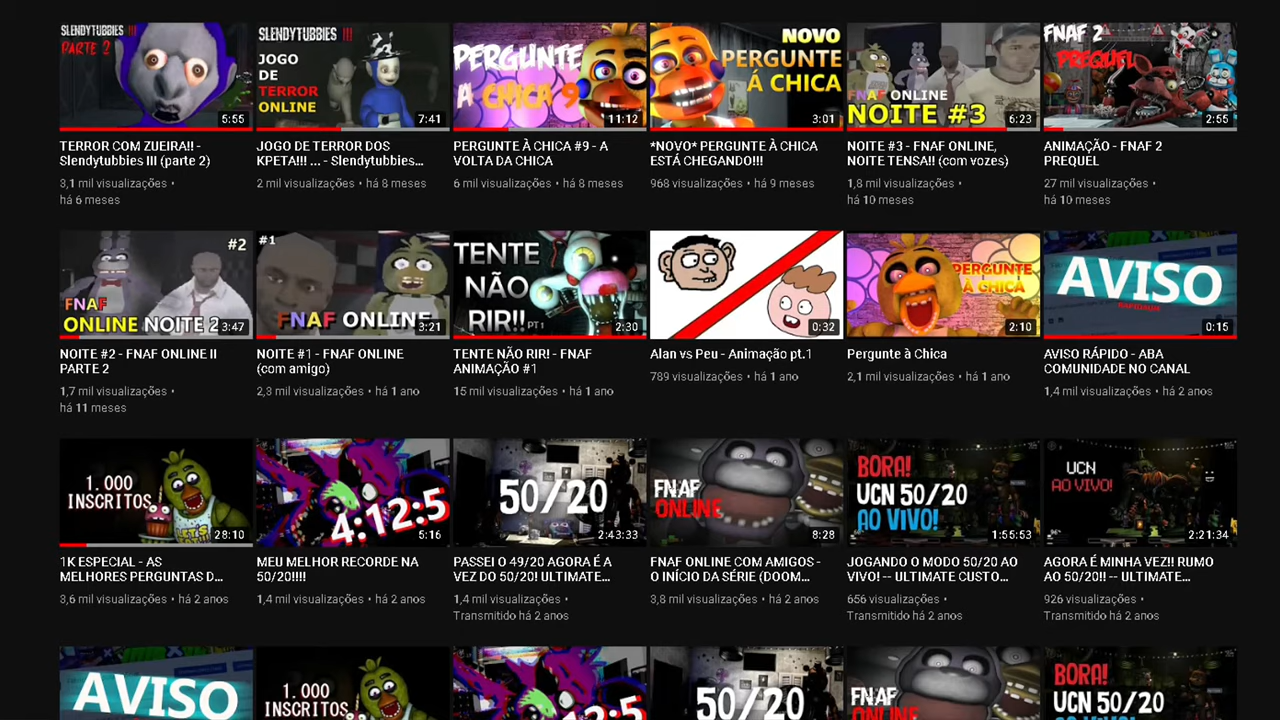 SLENDYTUBBIES III
PARTE 2
5:55
SLENDYTUBBIES III
JOGO
DE
TERROR
ONLINE
7:41
PERGUNTE
A CHICA 9
11:12
NOVO
PERGUNTE
Á CHICA
3:01
FNAF ONLINE
NOITE #3
6:23
FNAF 2
PREQUEL
2:55
TERROR COM ZUEIRA!! -
Slendytubbies III (parte 2)
3,1 mil visualizações •
há 6 meses
JOGO DE TERROR DOS
KPETA!!! ... - Slendytubbies...
2 mil visualizações • há 8 meses
PERGUNTE À CHICA #9 - A
VOLTA DA CHICA
6 mil visualizações • há 8 meses
*NOVO* PERGUNTE À CHICA
ESTÁ CHEGANDO!!!
968 visualizações • há 9 meses
NOITE #3 - FNAF ONLINE,
NOITE TENSA!! (com vozes)
1,8 mil visualizações •
há 10 meses
ANIMAÇÃO - FNAF 2
PREQUEL
27 mil visualizações •
há 10 meses
#2
FNAF
ONLINE NOITE 2
3:47
#1
FNAF ONLINE
3:21
TENTE
NÃO
RIR!! PT1
2:30
0:32
PERGUNTE
À CHICA
2:10
AVISO
RAPIDASSO
0:15
NOITE #2 - FNAF ONLINE II
PARTE 2
1,7 mil visualizações •
há 11 meses
NOITE #1 - FNAF ONLINE
(com amigo)
2,3 mil visualizações • há 1 ano
TENTE NÃO RIR! - FNAF
ANIMAÇÃO #1
15 mil visualizações • há 1 ano
Alan vs Peu - Animação pt.1
789 visualizações • há 1 ano
Pergunte à Chica
2,1 mil visualizações • há 1 ano
AVISO RÁPIDO - ABA
COMUNIDADE NO CANAL
1,4 mil visualizações • há 2 anos
1.000
INSCRITOS
LET'S
EAT!!!
28:10
4:12:5
5:16
50/20
2:43:33
FNAF
ONLINE
8:28
BORA!
UCN 50/20
AO VIVO!
1:55:53
UCN
AO VIVO!
2:21:34
1K ESPECIAL - AS
MELHORES PERGUNTAS D...
3,6 mil visualizações • há 2 anos
MEU MELHOR RECORDE NA
50/20!!!!
1,4 mil visualizações • há 2 anos
PASSEI O 49/20 AGORA É A
VEZ DO 50/20! ULTIMATE...
1,4 mil visualizações •
Transmitido há 2 anos
FNAF ONLINE COM AMIGOS -
O INÍCIO DA SÉRIE (DOOM...
3,8 mil visualizações • há 2 anos
JOGANDO O MODO 50/20 AO
VIVO! -- ULTIMATE CUSTO...
656 visualizações •
Transmitido há 2 anos
AGORA É MINHA VEZ!! RUMO
AO 50/20!! -- ULTIMATE...
926 visualizações •
Transmitido há 2 anos
AVISO
1.000
INSCRITOS
12:5
50/20
FNAF
ONLINE
BORA!
UCN 50/20